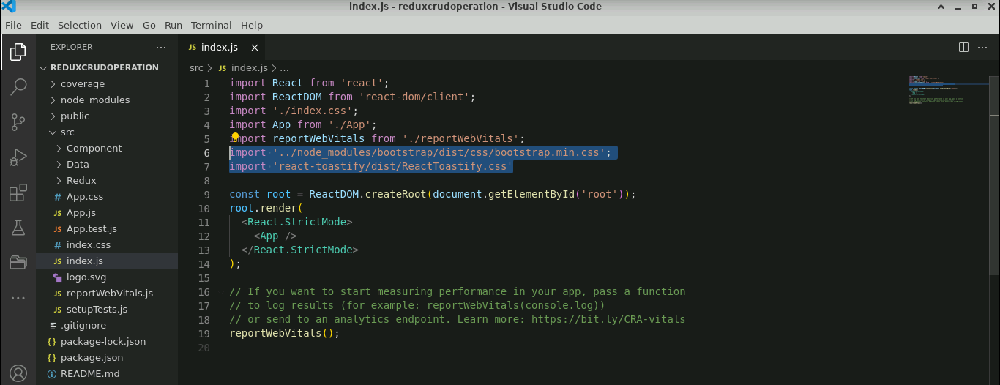 index.js - reduxcrudoperation - Visual Studio Code
File Edit Selection View Go Run Terminal Help
EXPLORER ...
REDUXCRUDOPERATION
coverage
node_modules
public
src
Component
Data
Redux
# App.css
JS App.js
JS App.test.js
# index.css
JS index.js
logo.svg
JS reportWebVitals.js
JS setupTests.js
.gitignore
{} package-lock.json
{} package.json
README.md
JS index.js
src > JS index.js > ...
1 import React from 'react';
2 import ReactDOM from 'react-dom/client';
3 import './index.css';
4 import App from './App';
5 import reportWebVitals from './reportWebVitals';
6 import '../node_modules/bootstrap/dist/css/bootstrap.min.css';
7 import 'react-toastify/dist/ReactToastify.css'
8
9 const root = ReactDOM.createRoot(document.getElementById('root'));
10 root.render(
11 <React.StrictMode>
12 <App />
13 </React.StrictMode>
14 );
15
16 // If you want to start measuring performance in your app, pass a function
17 // to log results (for example: reportWebVitals(console.log))
18 // or send to an analytics endpoint. Learn more: https://bit.ly/CRA-vitals
19 reportWebVitals();
20